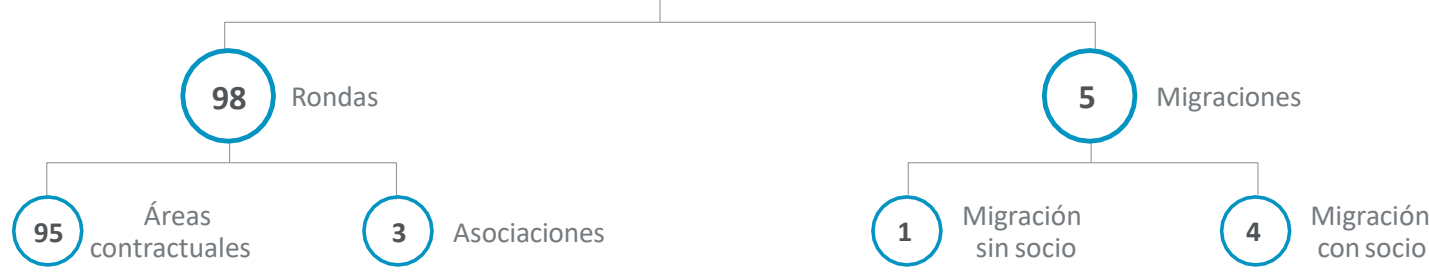 98 Rondas
5 Migraciones
95 Áreas
contractuales
3 Asociaciones
1 Migración
sin socio
4 Migración
con socio